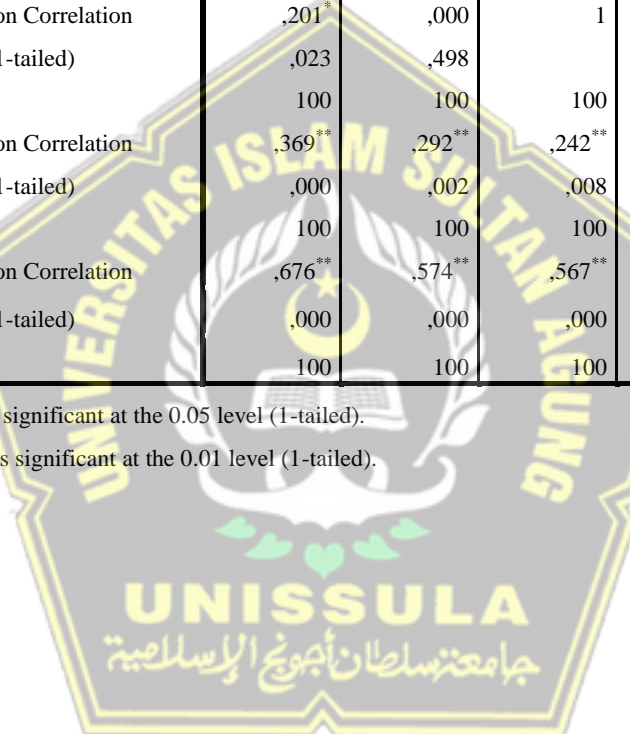 on Correlation ,201* ,000 1
1-tailed) ,023 ,498
100 100 100
on Correlation ,369** ,292** ,242**
1-tailed) ,000 ,002 ,008
100 100 100
on Correlation ,676** ,574** ,567**
1-tailed) ,000 ,000 ,000
100 100 100
significant at the 0.05 level (1-tailed).
s significant at the 0.01 level (1-tailed).
UNIVERSITAS ISLAM SULTAN AGUNG
UNISSULA
جامعة سلطان أجونج الإسلامية